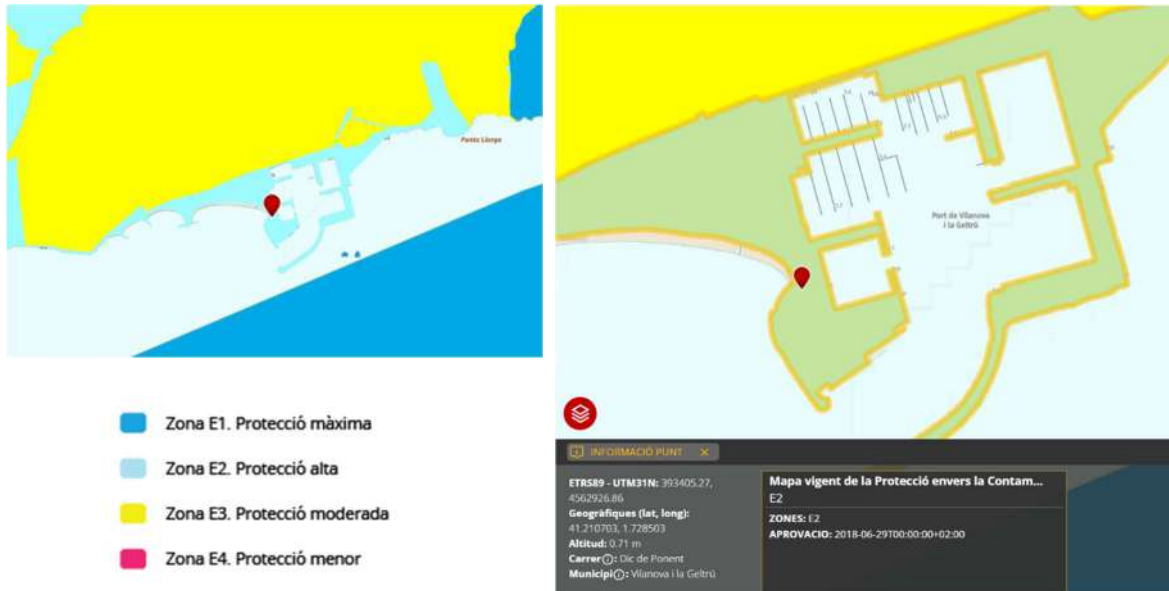 Punta Llarga
Zona E1. Protecció màxima
Zona E2. Protecció alta
Zona E3. Protecció moderada
Zona E4. Protecció menor
Port de Vilanova
i la Geltrú
INFORMACIÓ PUNT
ETRS89 - UTM31N: 393405.27,
4562926.86
Geogràfiques (lat, long):
41.210703, 1.728503
Altitud: 0.71 m
Carrer: Dic de Ponent
Municipi: Vilanova i la Geltrú
Mapa vigent de la Protecció envers la Contam...
E2
ZONES: E2
APROVACIO: 2018-06-29T00:00:00+02:00